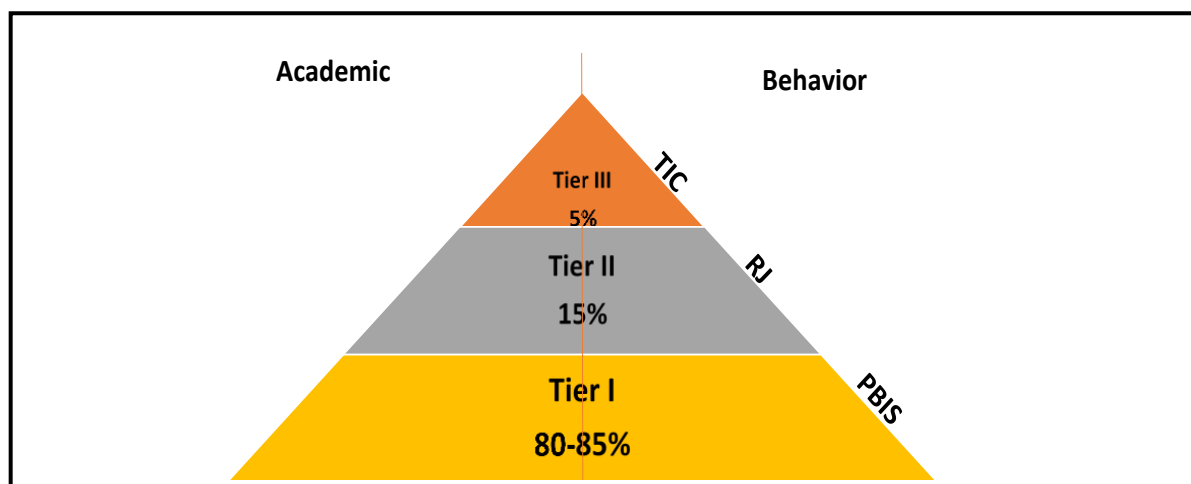 Academic
Behavior
TIC
Tier III
5%
RJ
Tier II
15%
PBIS
Tier I
80-85%